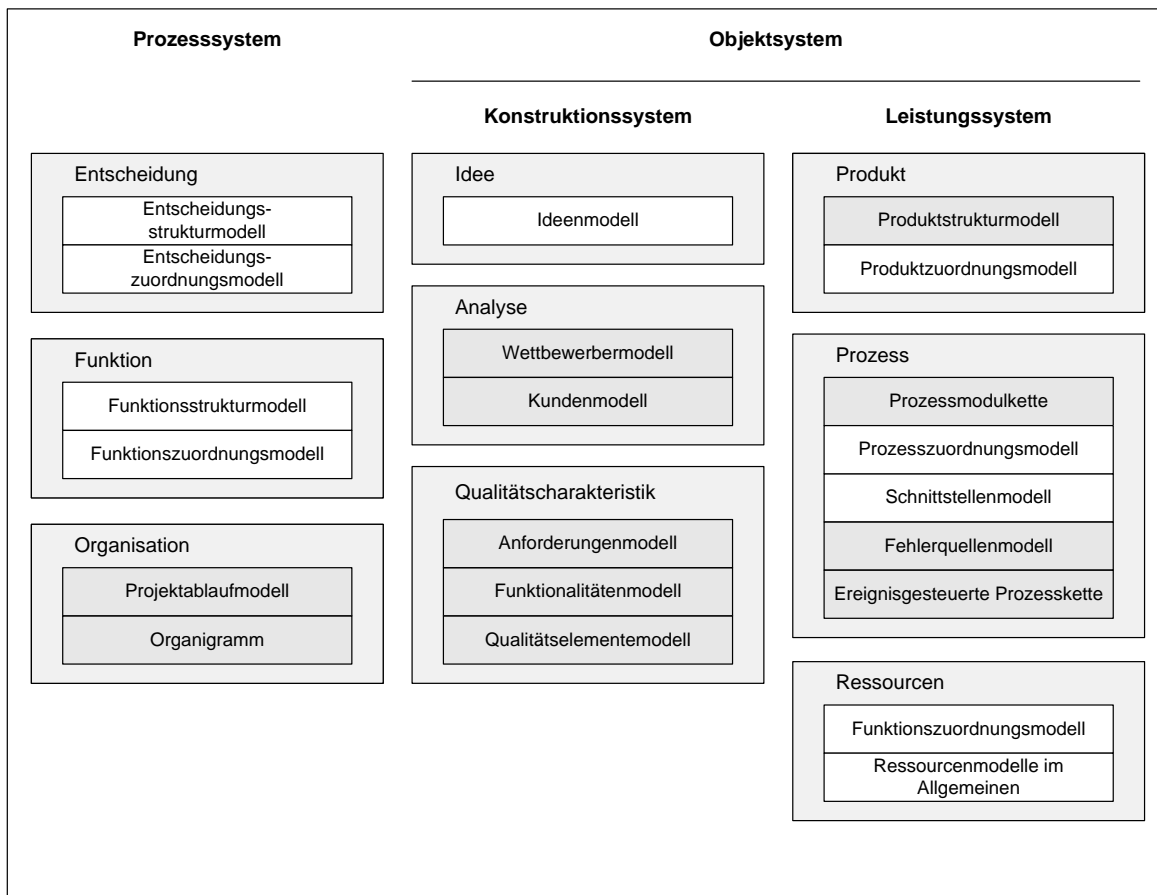 Prozesssystem
Objektsystem
Konstruktionssystem
Leistungssystem
Entscheidung
Entscheidungs-
strukturmodell
Entscheidungs-
zuordnungsmodell
Funktion
Funktionsstrukturmodell
Funktionszuordnungsmodell
Organisation
Projektablaufmodell
Organigramm
Idee
Ideenmodell
Analyse
Wettbewerbermodell
Kundenmodell
Qualitätscharakteristik
Anforderungenmodell
Funktionalitätenmodell
Qualitätselementemodell
Produkt
Produktstrukturmodell
Produktzuordnungsmodell
Prozess
Prozessmodulkette
Prozesszuordnungsmodell
Schnittstellenmodell
Fehlerquellenmodell
Ereignisgesteuerte Prozesskette
Ressourcen
Funktionszuordnungsmodell
Ressourcenmodelle im
Allgemeinen